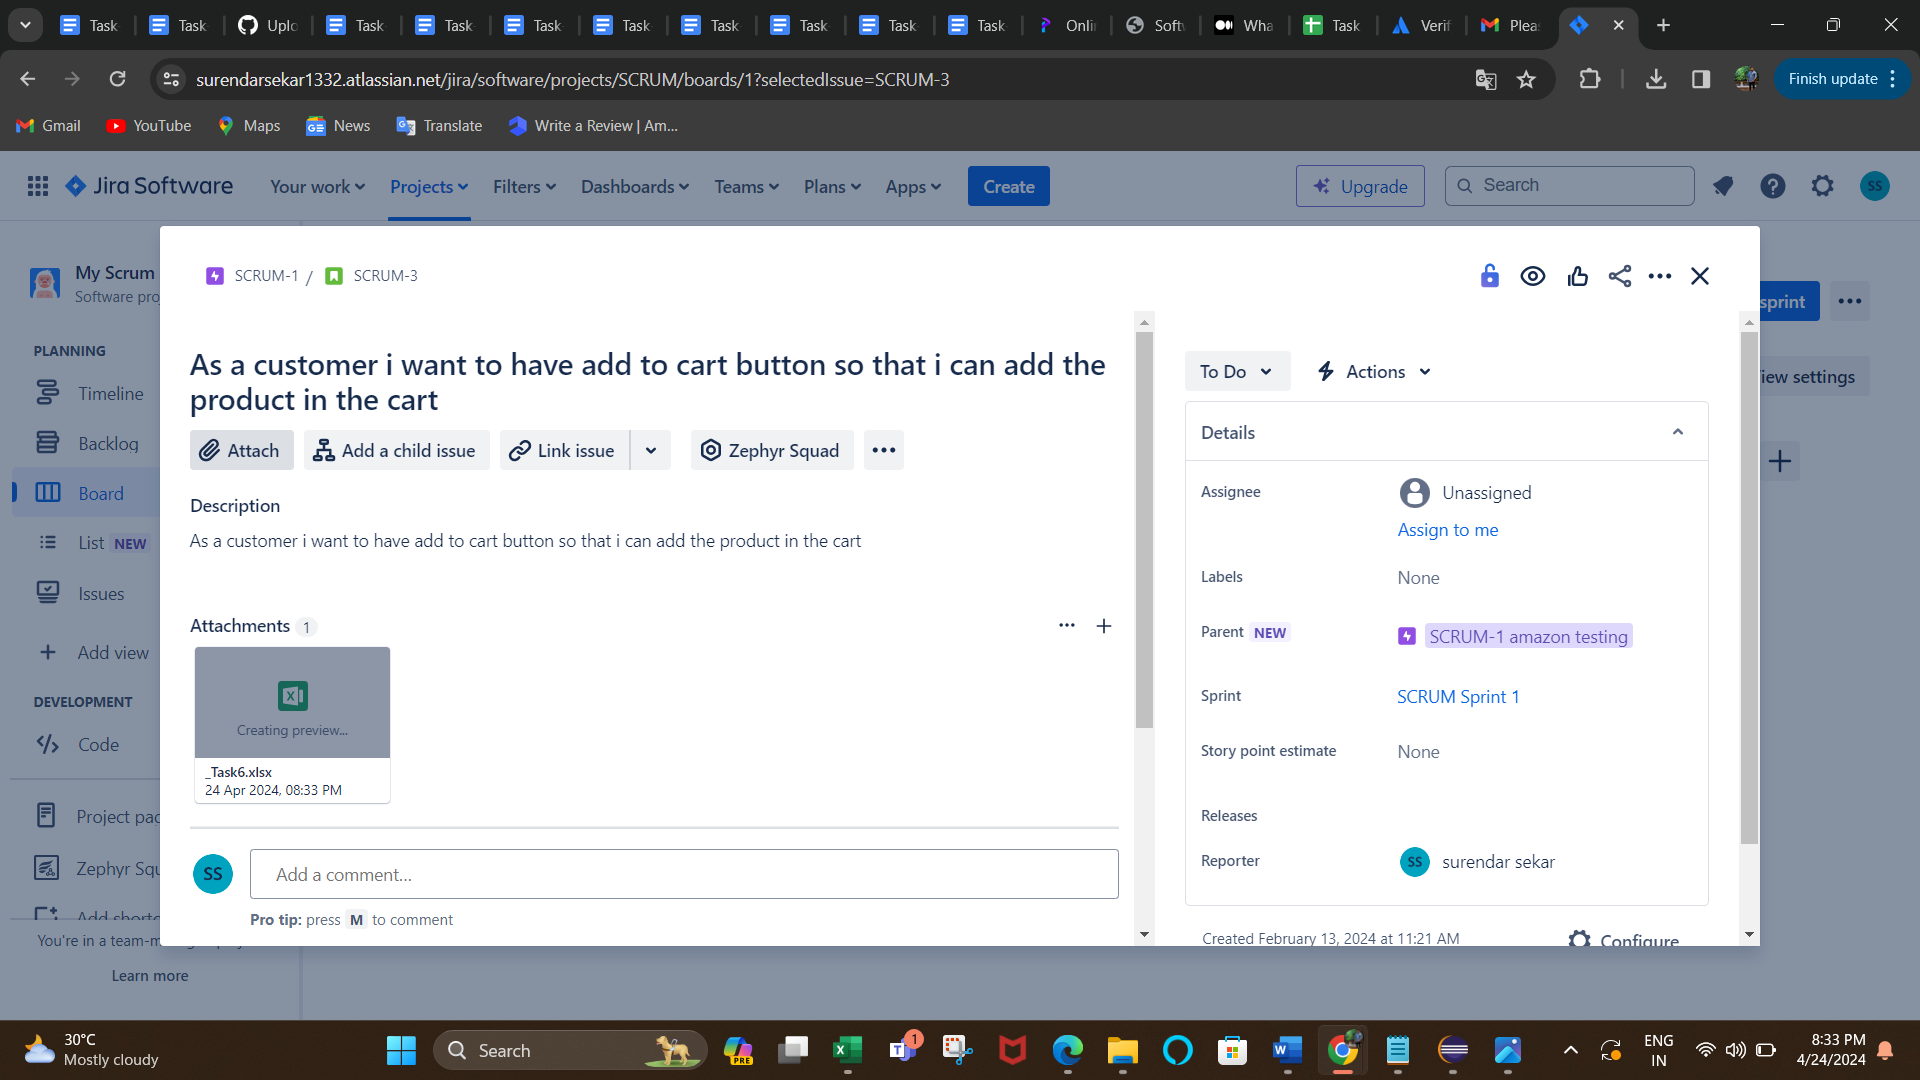 Task
Task
Uplo
Task
Task
Task
Task
Task
Task
Task
Task
Onli
Soft
Wha
Task
Verif
Plea
surendarsekar1332.atlassian.net/jira/software/projects/SCRUM/boards/1?selectedIssue=SCRUM-3
Finish update
Gmail
YouTube
Maps
News
Translate
Write a Review | Am...
Jira Software
Your work
Projects
Filters
Dashboards
Teams
Plans
Apps
Create
Upgrade
Search
SS
My Scrum
Software pro
PLANNING
Timeline
Backlog
Board
List NEW
Issues
Add view
DEVELOPMENT
Code
Project pag
Zephyr Squ
Add shortc
You're in a team-m
Learn more
sprint
iew settings
SCRUM-1 / SCRUM-3
As a customer i want to have add to cart button so that i can add the
product in the cart
Attach
Add a child issue
Link issue
Zephyr Squad
Description
As a customer i want to have add to cart button so that i can add the product in the cart
Attachments 1
Creating preview...
_Task6.xlsx
24 Apr 2024, 08:33 PM
SS
Add a comment...
Pro tip: press M to comment
To Do
Actions
Details
Assignee
Unassigned
Assign to me
Labels
None
Parent NEW
SCRUM-1 amazon testing
Sprint
SCRUM Sprint 1
Story point estimate
None
Releases
Reporter
SS surendar sekar
Created February 13, 2024 at 11:21 AM
Configure
30°C
Mostly cloudy
Search
PRE
1
ENG
IN
8:33 PM
4/24/2024